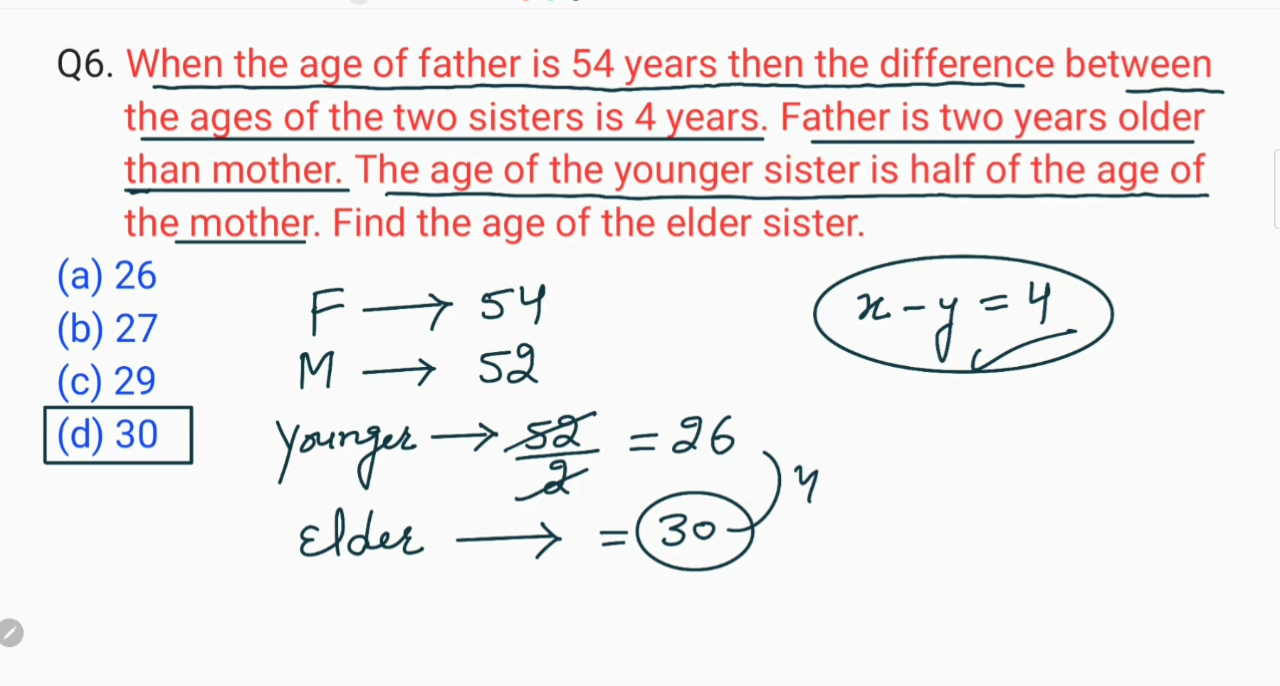 Q6. When the age of father is 54 years then the difference between
the ages of the two sisters is 4 years. Father is two years older
than mother. The age of the younger sister is half of the age of
the mother. Find the age of the elder sister.
(a) 26
(b) 27
(c) 29
(d) 30
F → 54
M → 52
younger → 52/2 = 26
Elder → = 30
4
x - y = 4